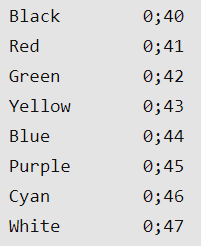 Black 0;40
Red 0;41
Green 0;42
Yellow 0;43
Blue 0;44
Purple 0;45
Cyan 0;46
White 0;47